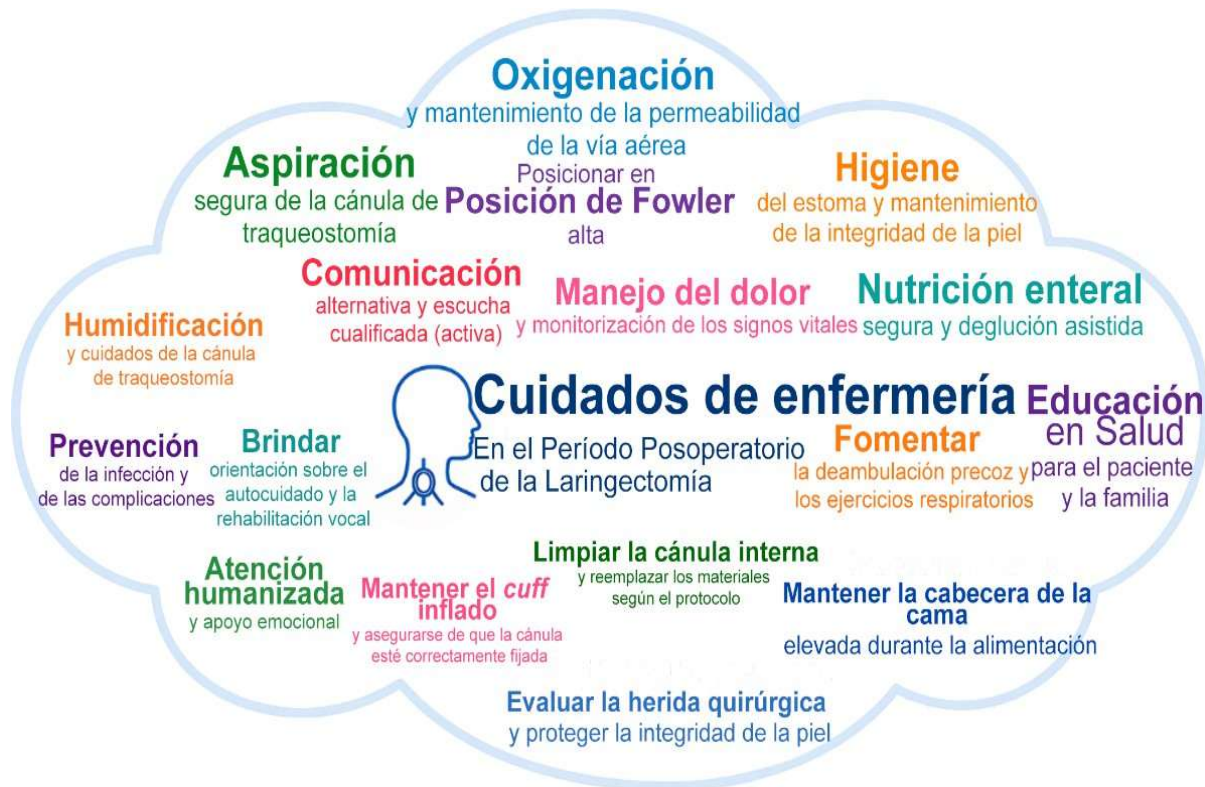 Oxigenación
y mantenimiento de la permeabilidad
de la vía aérea
Aspiración
segura de la cánula de
traqueostomía
Posicionar en
Posición de Fowler
alta
Higiene
del estoma y mantenimiento
de la integridad de la piel
Humidificación
y cuidados de la cánula
de traqueostomía
Comunicación
alternativa y escucha
cualificada (activa)
Manejo del dolor
y monitorización de los signos vitales
Nutrición enteral
segura y deglución asistida
Cuidados de enfermería
En el Período Posoperatorio
de la Laringectomía
Educación
en Salud
para el paciente
y la familia
Prevención
de la infección y
de las complicaciones
Brindar
orientación sobre el
autocuidado y la
rehabilitación vocal
Fomentar
la deambulación precoz y
los ejercicios respiratorios
Atención
humanizada
y apoyo emocional
Mantener el cuff
inflado
y asegurarse de que la cánula
esté correctamente fijada
Limpiar la cánula interna
y reemplazar los materiales
según el protocolo
Mantener la cabecera de la
cama
elevada durante la alimentación
Evaluar la herida quirúrgica
y proteger la integridad de la piel